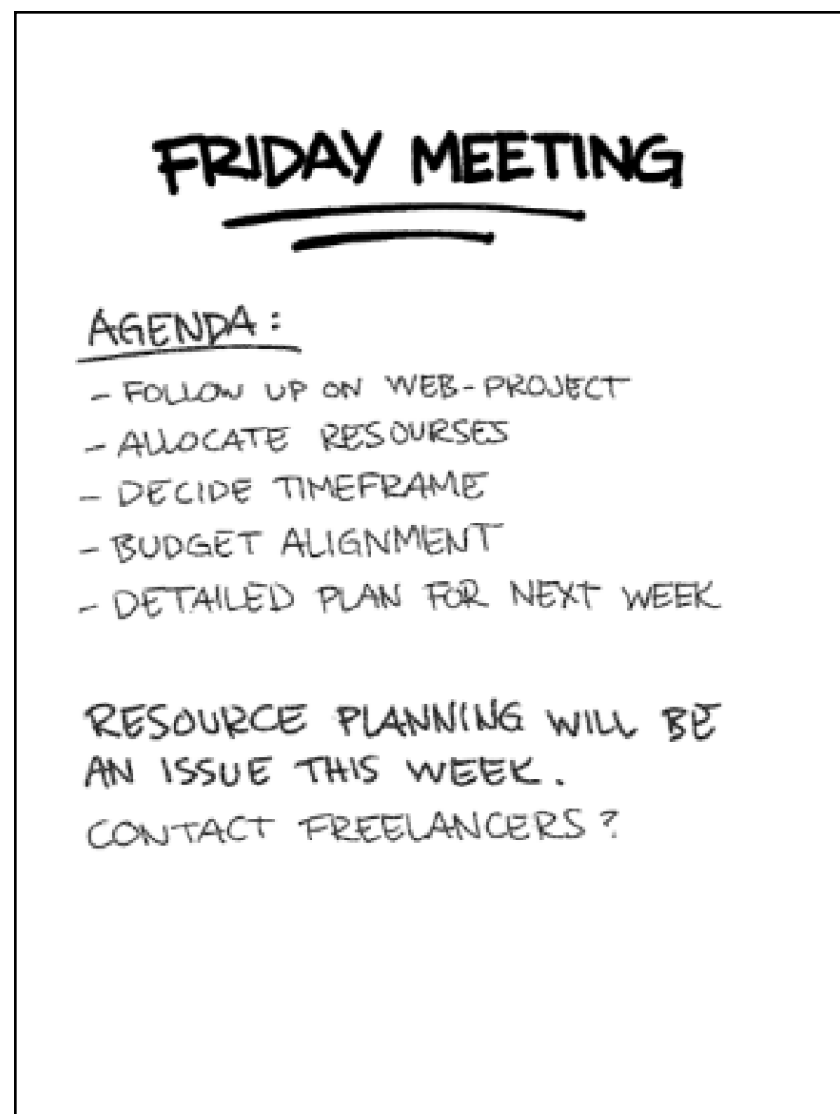 FRIDAY MEETING
AGENDA:
- FOLLOW UP ON WEB-PROJECT
- ALLOCATE RESOURSES
- DECIDE TIMEFRAME
- BUDGET ALIGNMENT
- DETAILED PLAN FOR NEXT WEEK
RESOURCE PLANNING WILL BE
AN ISSUE THIS WEEK.
CONTACT FREELANCERS?